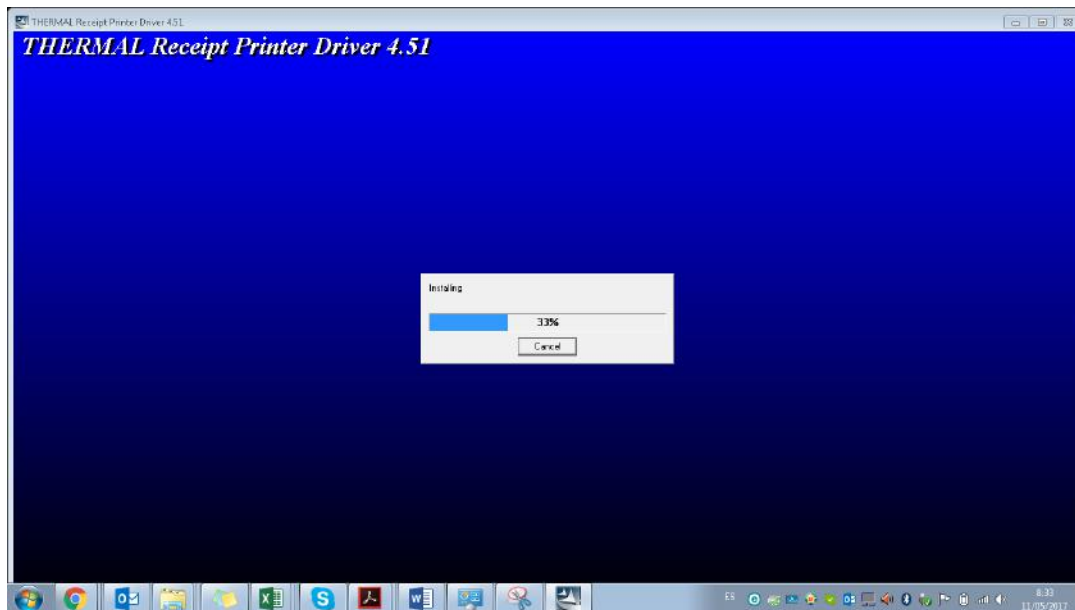 THERMAL Receipt Printer Driver 4.51
THERMAL Receipt Printer Driver 4.51
Installing
33%
Cancel
ES
8:33
11/05/2017